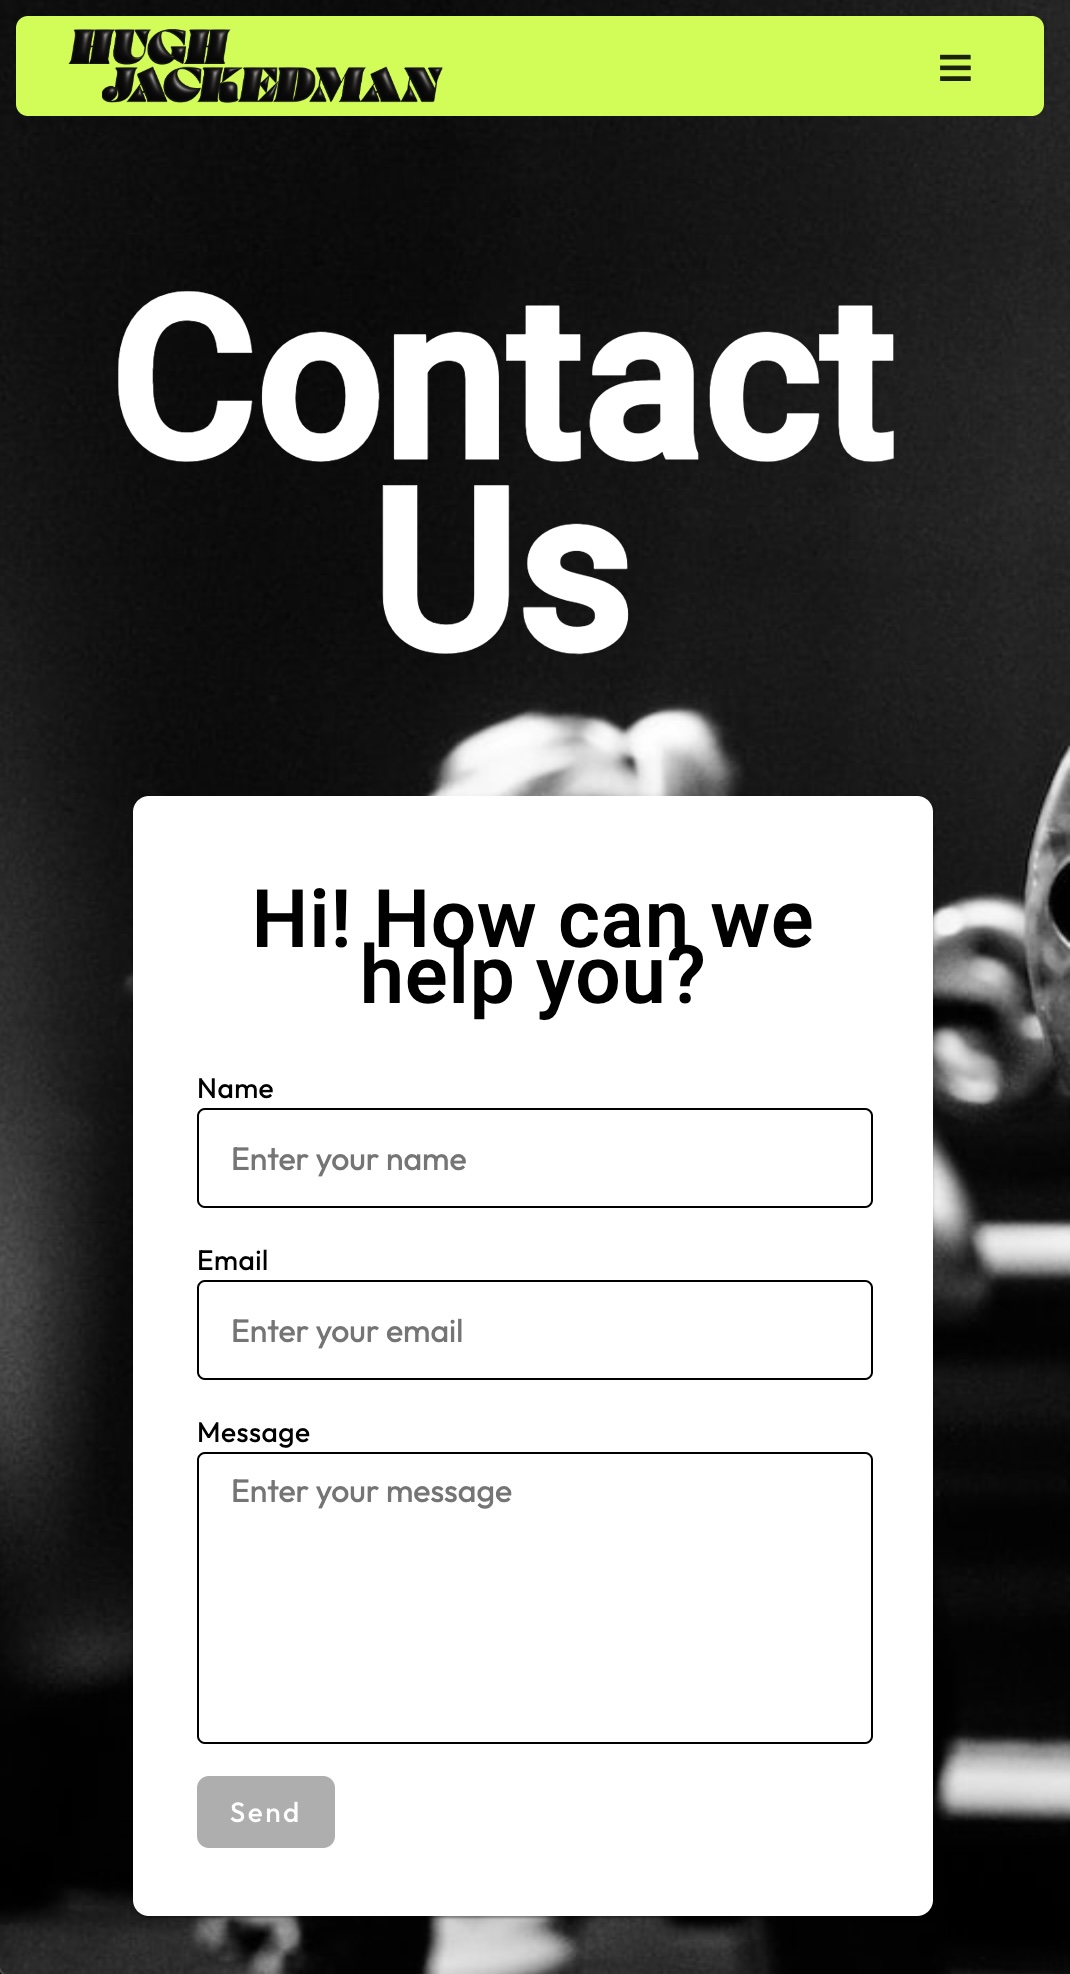 HUGH
JACKEDMAN
Contact
Us
Hi! How can we
help you?
Name
Enter your name
Email
Enter your email
Message
Enter your message
Send